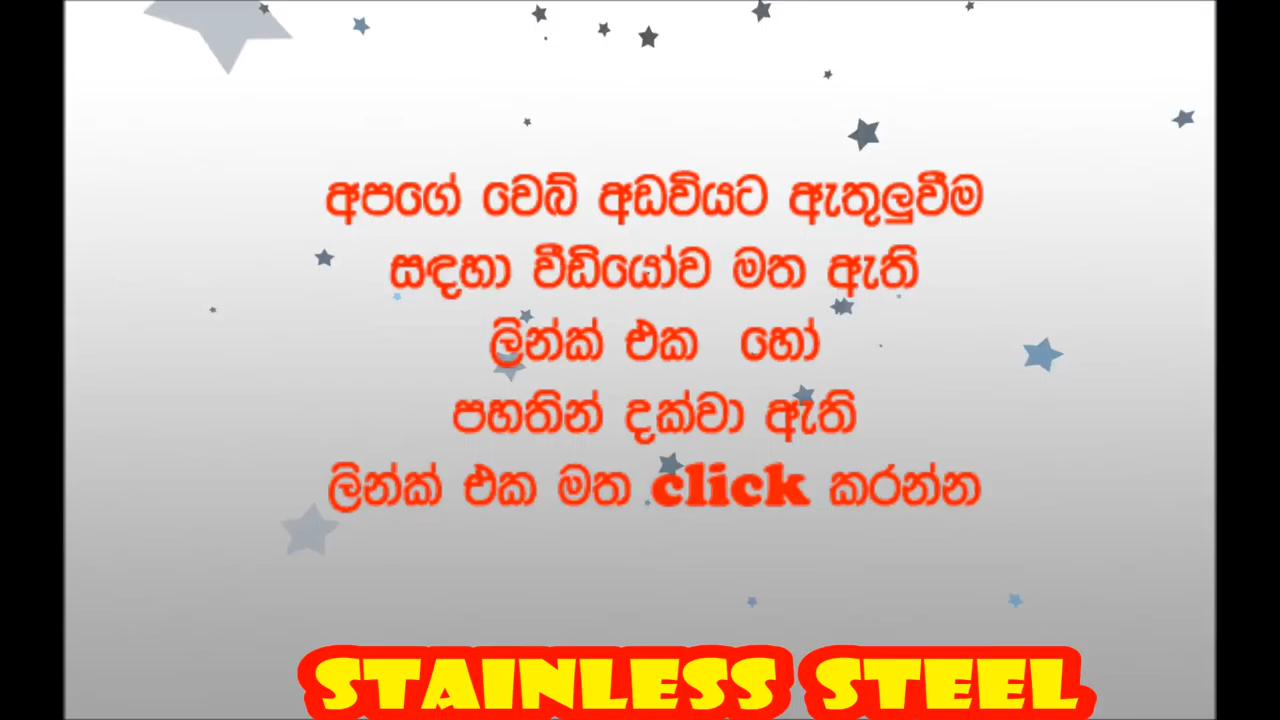 අපගේ වෙබ් අඩවියට ඇතුලුවීම
සඳහා වීඩියෝව මත ඇති
ලින්ක් එක හෝ
පහතින් දක්වා ඇති
ලින්ක් එක මත click කරන්න
STAINLESS STEEL